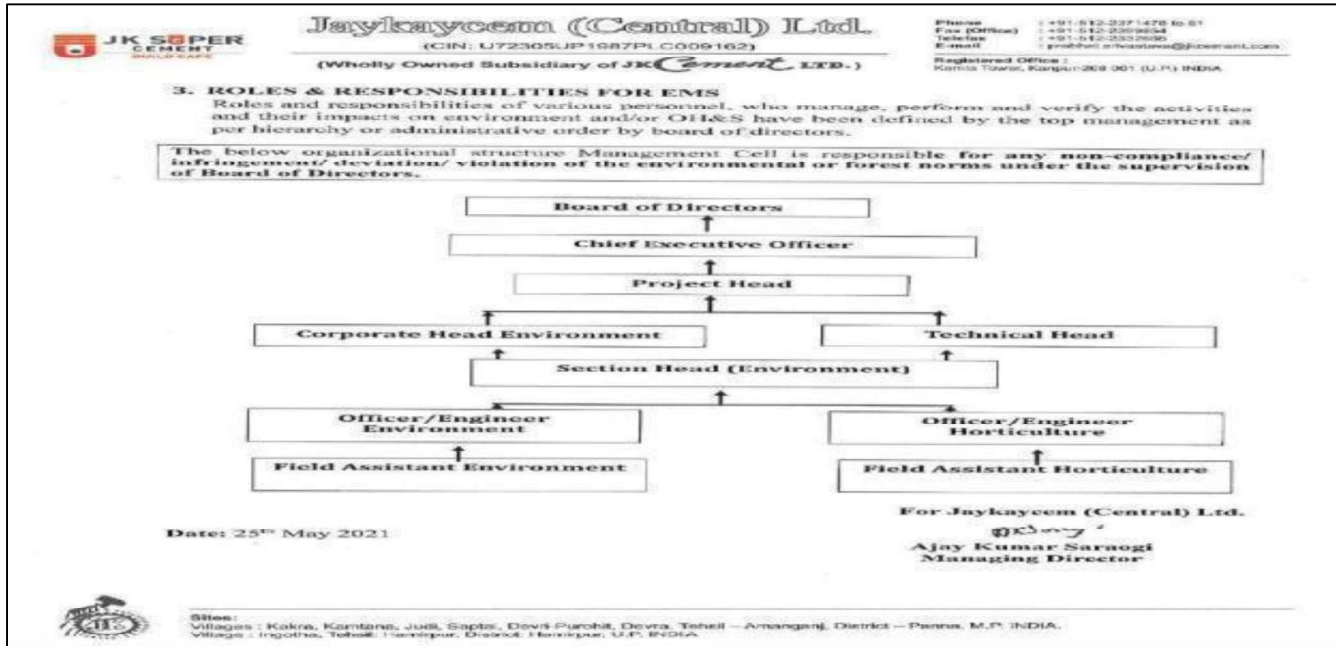 JK SUPER
CEMENT
BUILD SAFE
Jaykaycem (Central) Ltd.
(CIN: U72305UP1987PLC009162)
(Wholly Owned Subsidiary of JK Cement LTD.)
Phone : +91-512-2371478 to 81
Fax (Office) :
Telefax :
E-mail :
Registered Office :
Kamla Tower, Kanpur-208 001 (U.P.) INDIA
3. ROLES & RESPONSIBILITIES FOR EMS
Roles and responsibilities of various personnel, who manage, perform and verify the activities
and their impacts on environment and/or OH&S have been defined by the top management as
per hierarchy or administrative order by board of directors.
The below organizational structure Management Cell is responsible for any non-compliance/
infringement/ deviation/ violation of the environmental or forest norms under the supervision
of Board of Directors.
Board of Directors
Chief Executive Officer
Project Head
Corporate Head Environment
Technical Head
Section Head (Environment)
Officer/Engineer
Environment
Officer/Engineer
Horticulture
Field Assistant Environment
Field Assistant Horticulture
For Jaykaycem (Central) Ltd.
Date: 25th May 2021
Ajay Kumar Saraogi
Managing Director
Sites:
Villages : Kakra, Kamtana, Judi, Saptai, Devri-Purohit, Devra, Tehsil – Amanganj, District – Panna, M.P. INDIA.
Village : Ingotha, Tehsil: Hamirpur, District: Hamirpur, U.P. INDIA